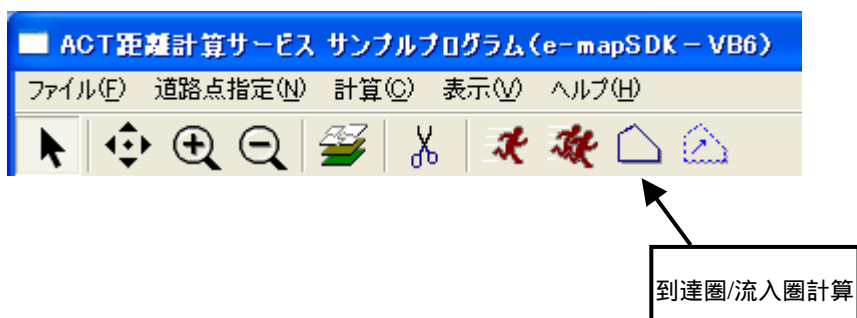 ACT距離計算サービス サンプルプログラム(e-mapSDK－VB6)
ファイル(F) 道路点指定(N) 計算(C) 表示(V) ヘルプ(H)
到達圏/流入圏計算